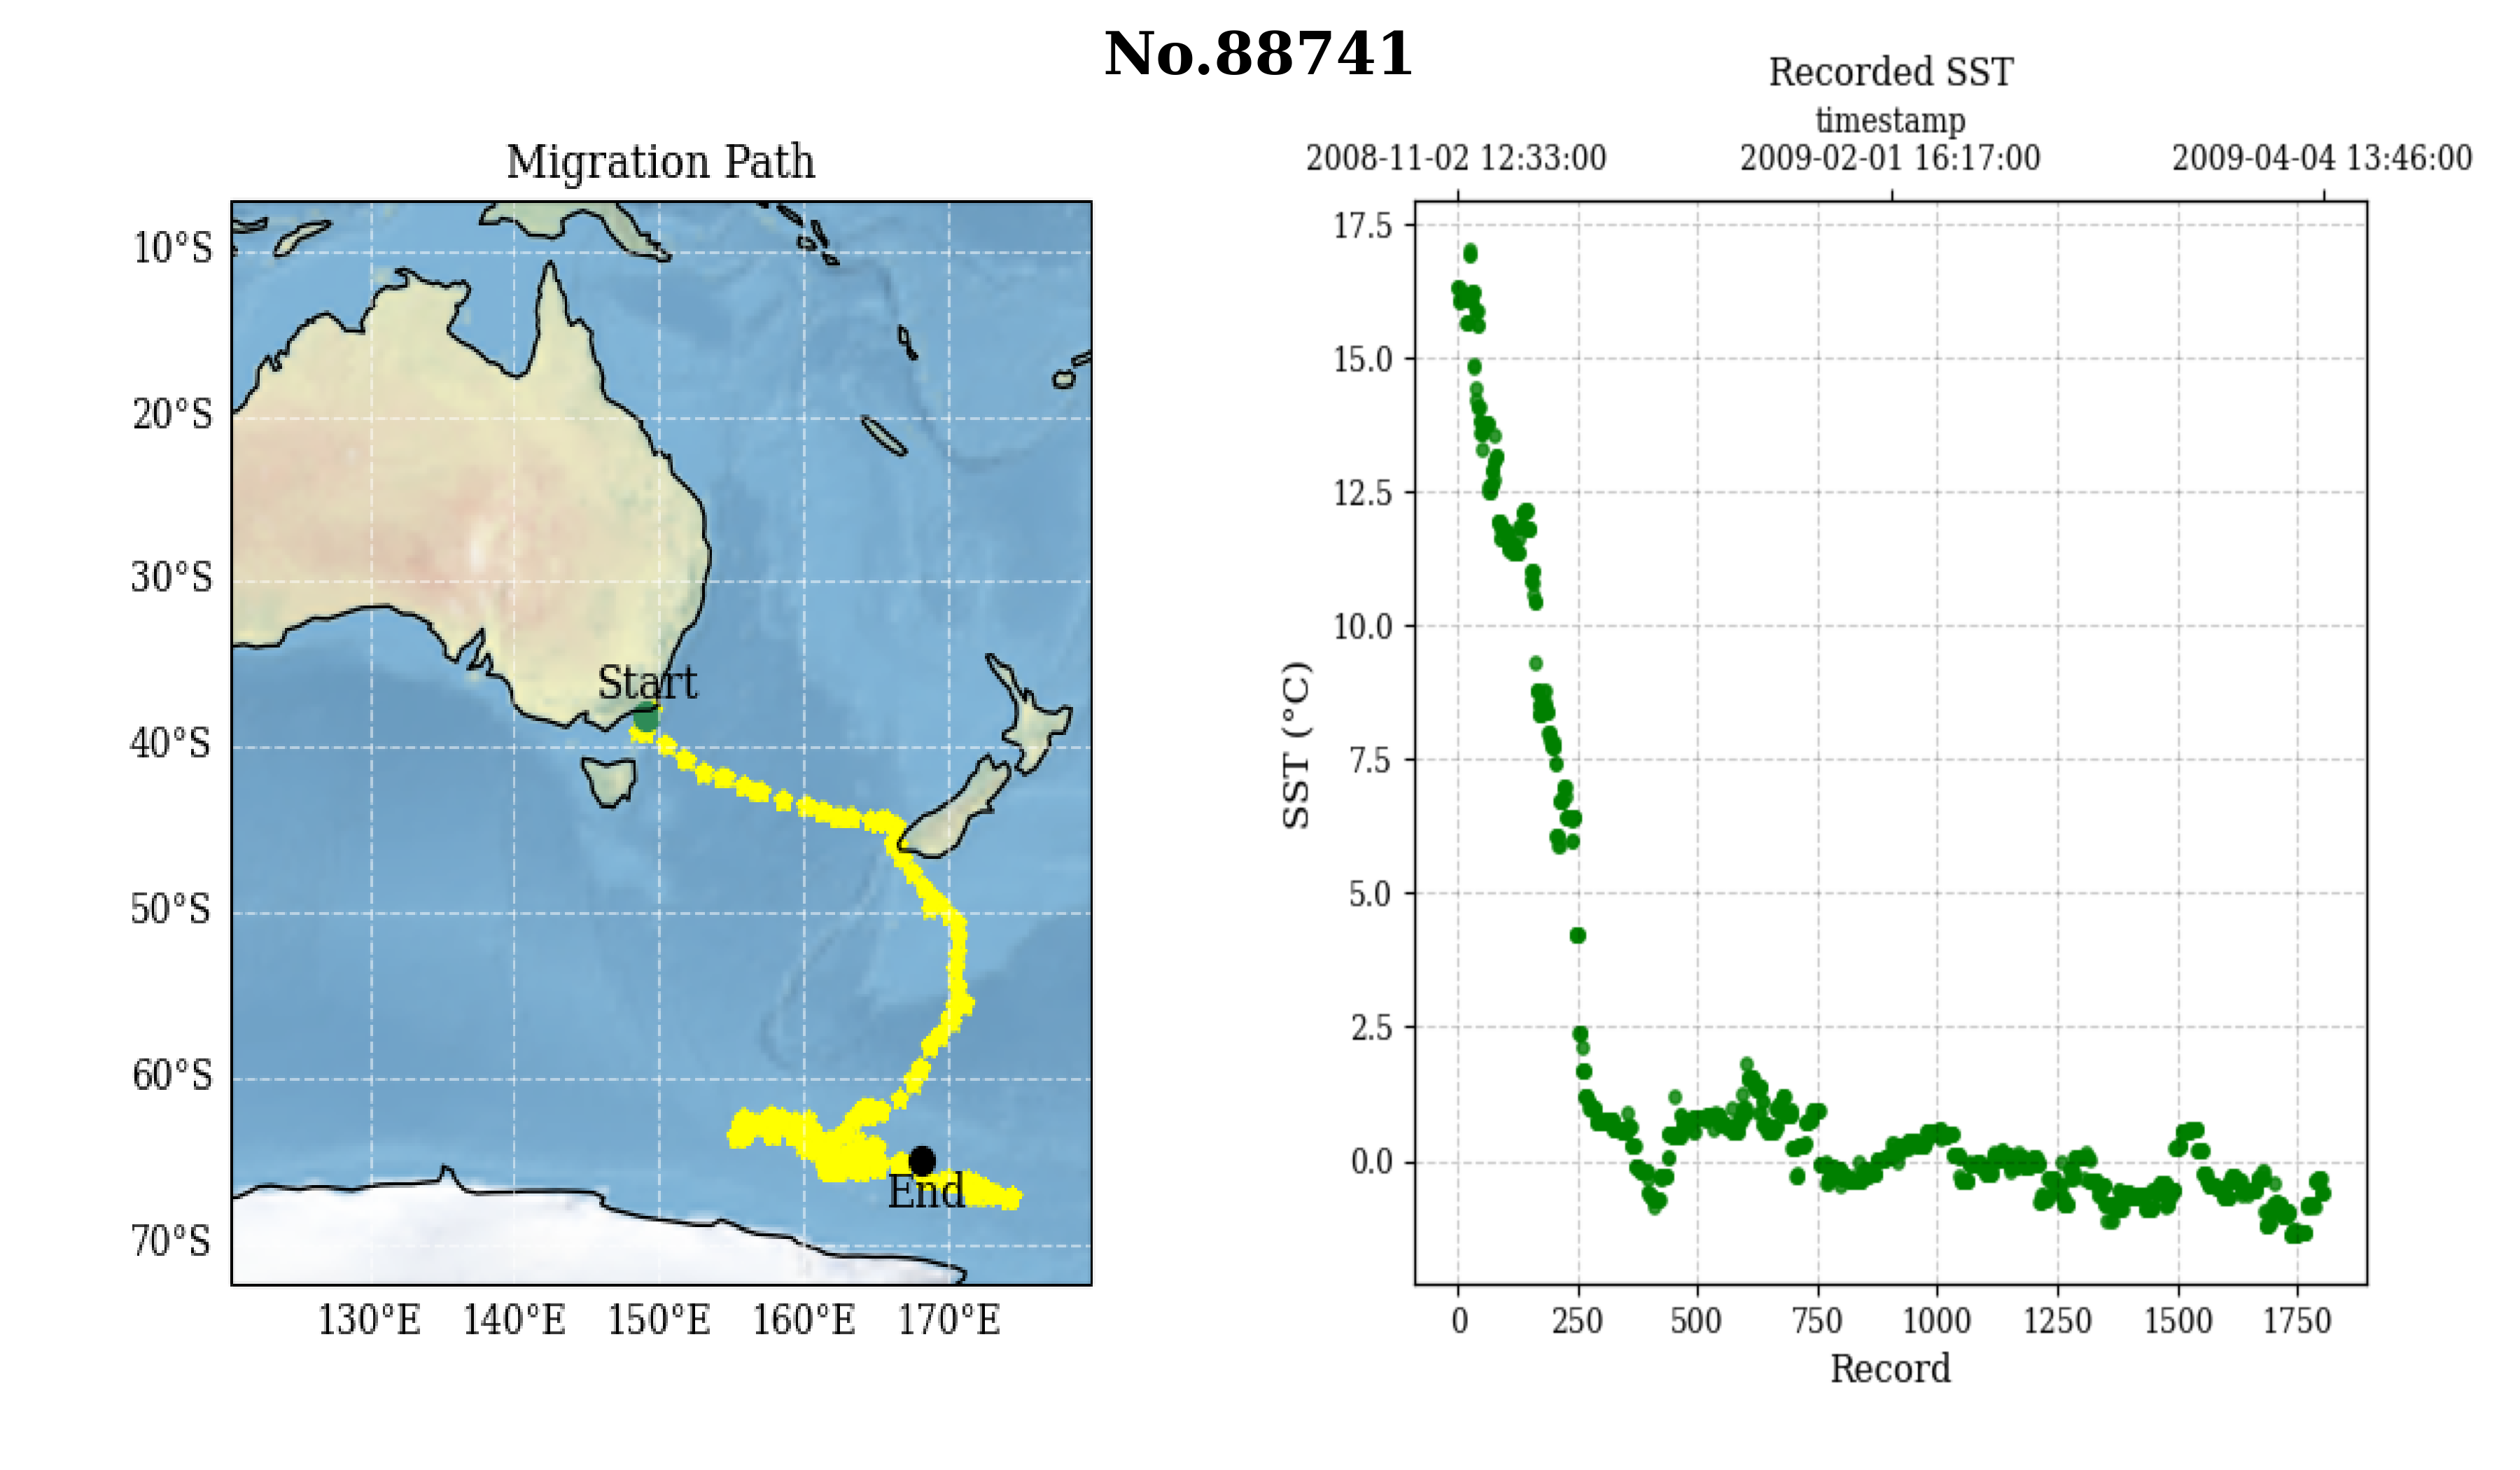 No.88741
Migration Path
10°S
20°S
30°S
40°S
50°S
60°S
70°S
130°E 140°E 150°E 160°E 170°E
Start
End
Recorded SST
timestamp
2008-11-02 12:33:00 2009-02-01 16:17:00 2009-04-04 13:46:00
17.5
15.0
12.5
10.0
7.5
5.0
2.5
0.0
SST (°C)
0 250 500 750 1000 1250 1500 1750
Record